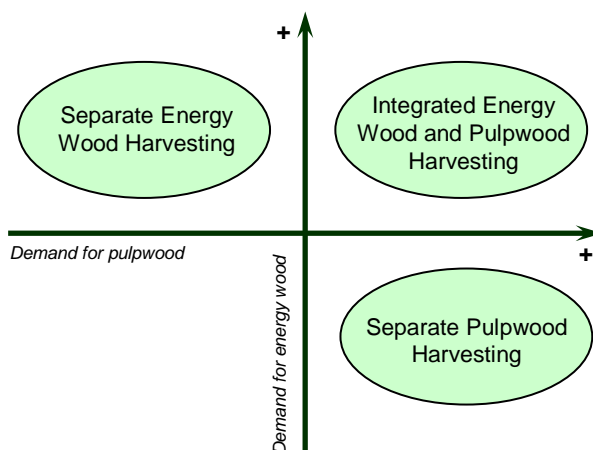 +
Separate Energy
Wood Harvesting
Integrated Energy
Wood and Pulpwood
Harvesting
Demand for pulpwood
+
Demand for energy wood
Separate Pulpwood
Harvesting